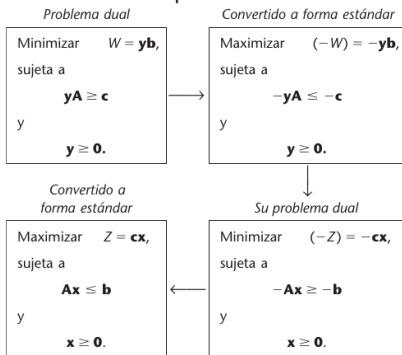 Problema dual
Minimizar W = yb,
sujeta a
yA ≥ c
y
y ≥ 0.
Convertido a forma estándar
Maximizar (−W) = −yb,
sujeta a
−yA ≤ −c
y
y ≥ 0.
Su problema dual
Minimizar (−Z) = −cx,
sujeta a
−Ax ≥ −b
y
x ≥ 0.
Convertido a
forma estándar
Maximizar Z = cx,
sujeta a
Ax ≤ b
y
x ≥ 0.